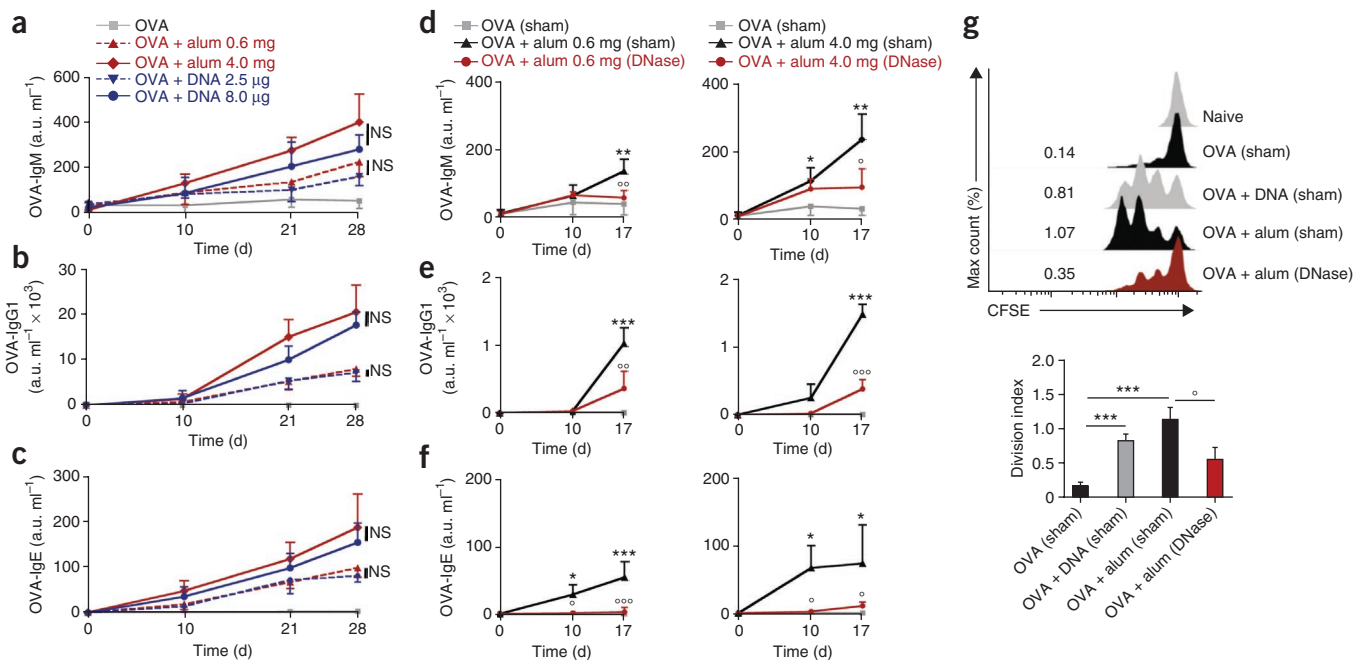 a
OVA
OVA + alum 0.6 mg
OVA + alum 4.0 mg
OVA + DNA 2.5 µg
OVA + DNA 8.0 µg
OVA-IgM (a.u. ml⁻¹)
600
400
200
0
NS
NS
0
10
21
28
Time (d)
b
OVA-IgG1
(a.u. ml⁻¹ × 10³)
30
20
10
0
NS
NS
0
10
21
28
Time (d)
c
OVA-IgE (a.u. ml⁻¹)
300
200
100
0
NS
NS
0
10
21
28
Time (d)
d
OVA (sham)
OVA + alum 0.6 mg (sham)
OVA + alum 0.6 mg (DNase)
OVA-IgM (a.u. ml⁻¹)
400
200
0
**
°°
0
10
17
Time (d)
OVA (sham)
OVA + alum 4.0 mg (sham)
OVA + alum 4.0 mg (DNase)
400
200
0
*
**
°
0
10
17
Time (d)
e
OVA-IgG1
(a.u. ml⁻¹ × 10³)
2
1
0
***
°°
0
10
17
Time (d)
2
1
0
***
°°°
0
10
17
Time (d)
f
OVA-IgE (a.u. ml⁻¹)
200
100
0
*
°
***
°°°
0
10
17
Time (d)
200
100
0
*
°
*
°
0
10
17
Time (d)
g
Max count (%)
Naive
0.14 OVA (sham)
0.81 OVA + DNA (sham)
1.07 OVA + alum (sham)
0.35 OVA + alum (DNase)
CFSE
Division index
2.0
1.5
1.0
0.5
0
***
***
°
OVA (sham)
OVA + DNA (sham)
OVA + alum (sham)
OVA + alum (DNase)